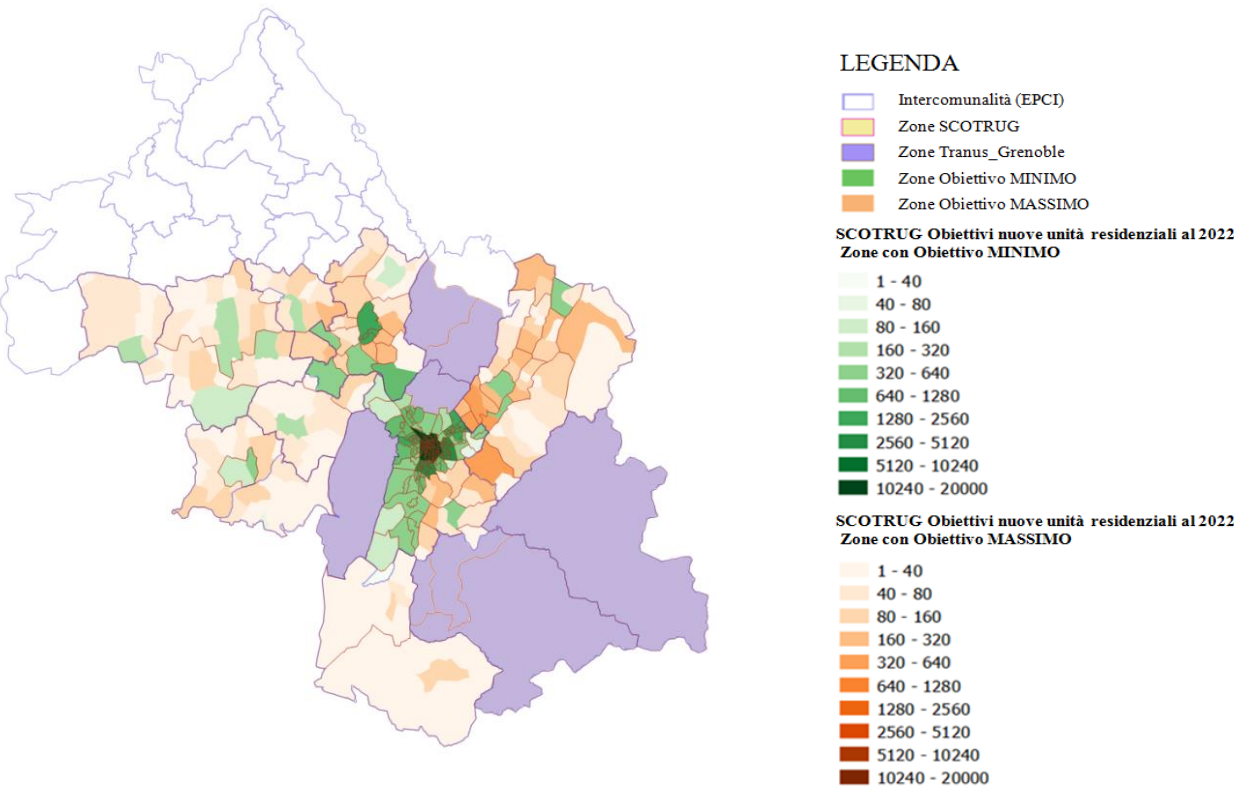 LEGENDA
Intercomunalità (EPCI)
Zone SCOTRUG
Zone Tranus_Grenoble
Zone Obiettivo MINIMO
Zone Obiettivo MASSIMO
SCOTRUG Obiettivi nuove unità residenziali al 2022
Zone con Obiettivo MINIMO
1 - 40
40 - 80
80 - 160
160 - 320
320 - 640
640 - 1280
1280 - 2560
2560 - 5120
5120 - 10240
10240 - 20000
SCOTRUG Obiettivi nuove unità residenziali al 2022
Zone con Obiettivo MASSIMO
1 - 40
40 - 80
80 - 160
160 - 320
320 - 640
640 - 1280
1280 - 2560
2560 - 5120
5120 - 10240
10240 - 20000